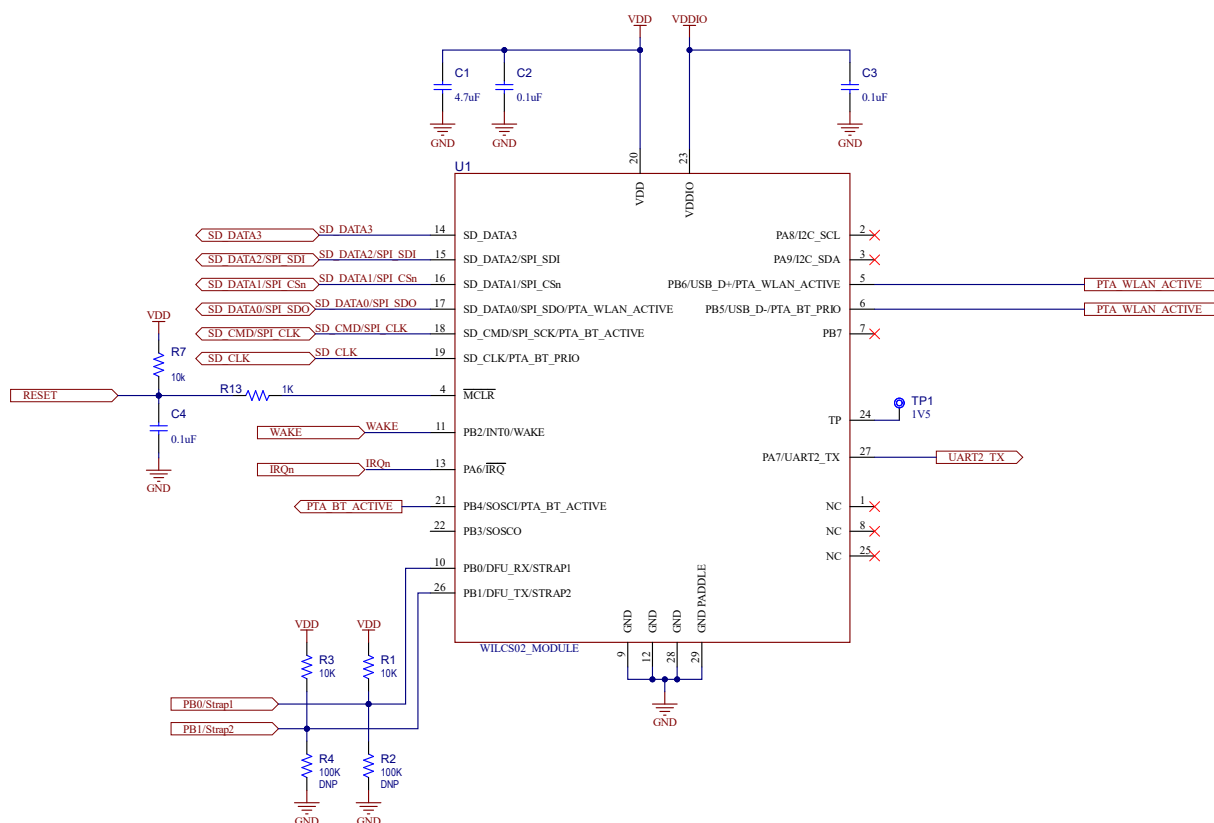 VDD VDDIO
C1
4.7uF
GND
C2
0.1uF
GND
C3
0.1uF
GND
U1
20
VDD
23
VDDIO
SD_DATA3 SD_DATA3 14 SD_DATA3
SD_DATA2/SPI_SDI SD_DATA2/SPI_SDI 15 SD_DATA2/SPI_SDI
SD_DATA1/SPI_CSn SD_DATA1/SPI_CSn 16 SD_DATA1/SPI_CSn
SD_DATA0/SPI_SDO SD_DATA0/SPI_SDO 17 SD_DATA0/SPI_SDO/PTA_WLAN_ACTIVE
SD_CMD/SPI_CLK SD_CMD/SPI_CLK 18 SD_CMD/SPI_SCK/PTA_BT_ACTIVE
SD_CLK SD_CLK 19 SD_CLK/PTA_BT_PRIO
VDD
R7
10k
RESET
R13 1K
4 MCLR
C4
0.1uF
GND
WAKE WAKE 11 PB2/INT0/WAKE
IRQn IRQn 13 PA6/IRQ
PTA_BT_ACTIVE 21 PB4/SOSCI/PTA_BT_ACTIVE
22 PB3/SOSCO
10 PB0/DFU_RX/STRAP1
26 PB1/DFU_TX/STRAP2
PA8/I2C_SCL 2
PA9/I2C_SDA 3
PB6/USB_D+/PTA_WLAN_ACTIVE 5 PTA_WLAN_ACTIVE
PB5/USB_D-/PTA_BT_PRIO 6 PTA_WLAN_ACTIVE
PB7 7
TP 24
TP1
1V5
PA7/UART2_TX 27 UART2_TX
NC 1
NC 8
NC 25
GND GND GND GND PADDLE
9 12 28 29
GND
WILCS02_MODULE
VDD VDD
R3
10K
R1
10K
PB0/Strap1
PB1/Strap2
R4
100K
DNP
R2
100K
DNP
GND GND